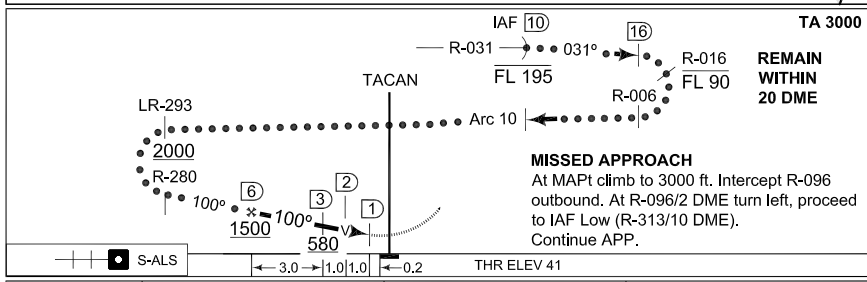 IAF 10
TA 3000
R-031
031º
16
FL 195
R-016
FL 90
REMAIN
WITHIN
20 DME
TACAN
R-006
LR-293
Arc 10
2000
R-280
100º
6
1500
100º
3
580
2
V
1
MISSED APPROACH
At MAPt climb to 3000 ft. Intercept R-096
outbound. At R-096/2 DME turn left, proceed
to IAF Low (R-313/10 DME).
Continue APP.
S-ALS
3.0
1.0
1.0
0.2
THR ELEV 41